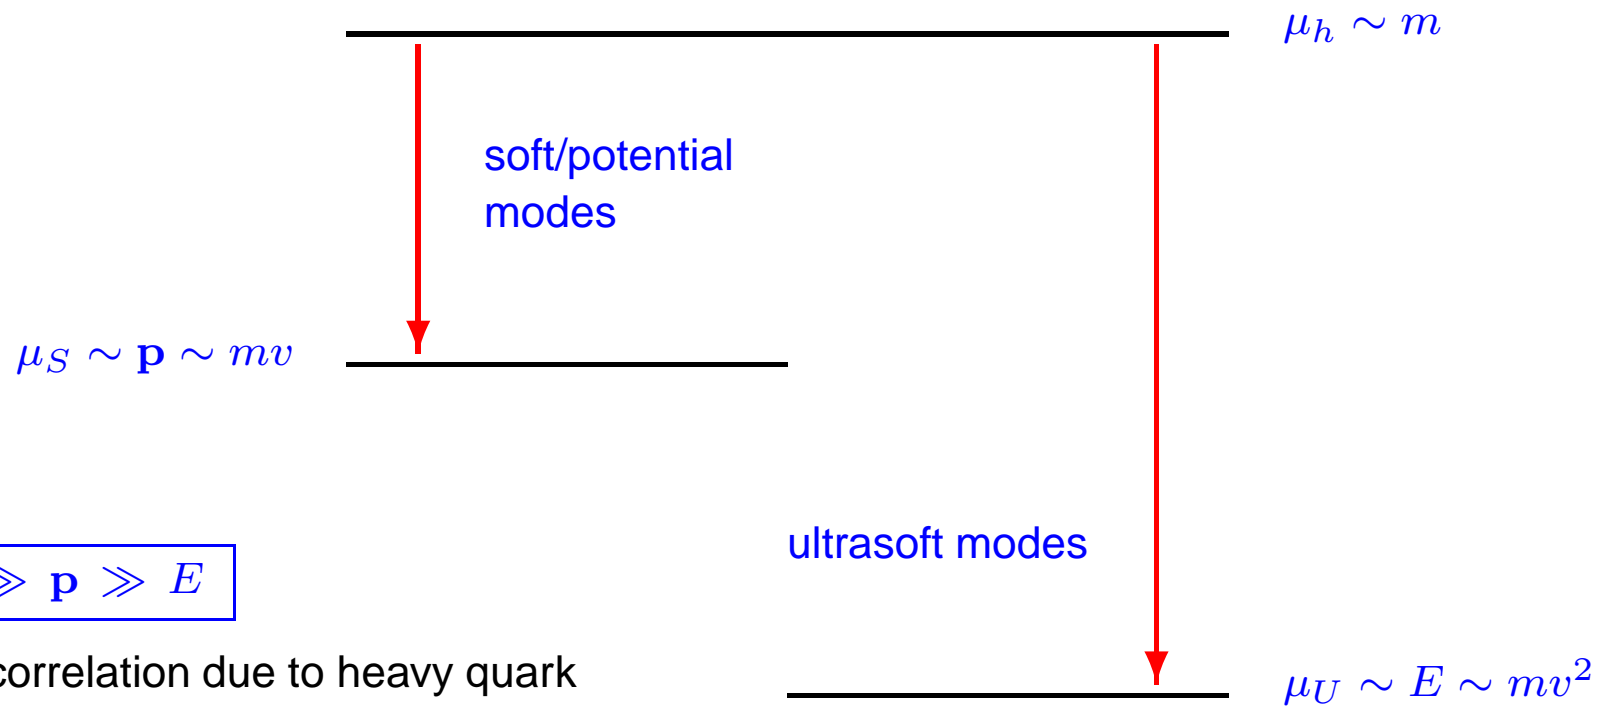 μ_h ∼ m
soft/potential
modes
μ_S ∼ p ∼ mv
ultrasoft modes
≫ p ≫ E
correlation due to heavy quark
μ_U ∼ E ∼ mv²